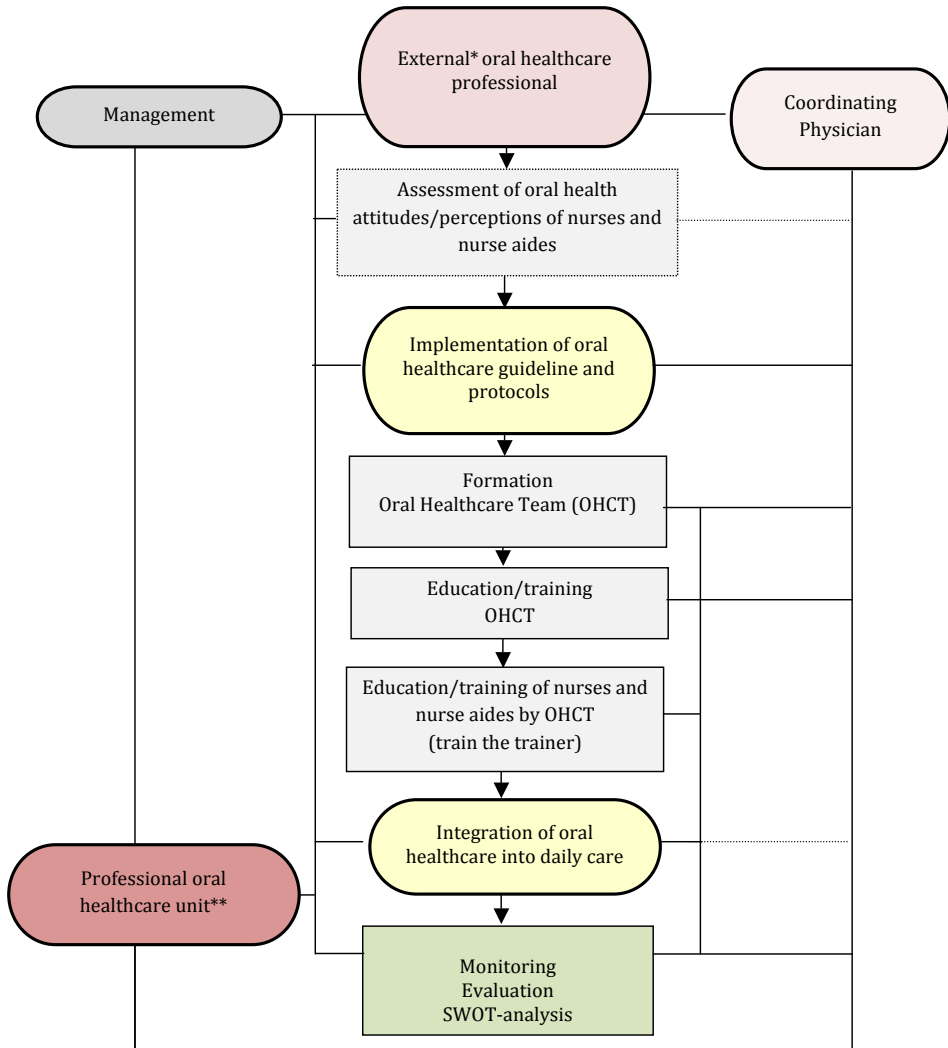 External* oral healthcare
professional
Management
Coordinating
Physician
Assessment of oral health
attitudes/perceptions of nurses and
nurse aides
Implementation of oral
healthcare guideline and
protocols
Formation
Oral Healthcare Team (OHCT)
Education/training
OHCT
Education/training of nurses and
nurse aides by OHCT
(train the trainer)
Integration of oral
healthcare into daily care
Professional oral
healthcare unit**
Monitoring
Evaluation
SWOT-analysis